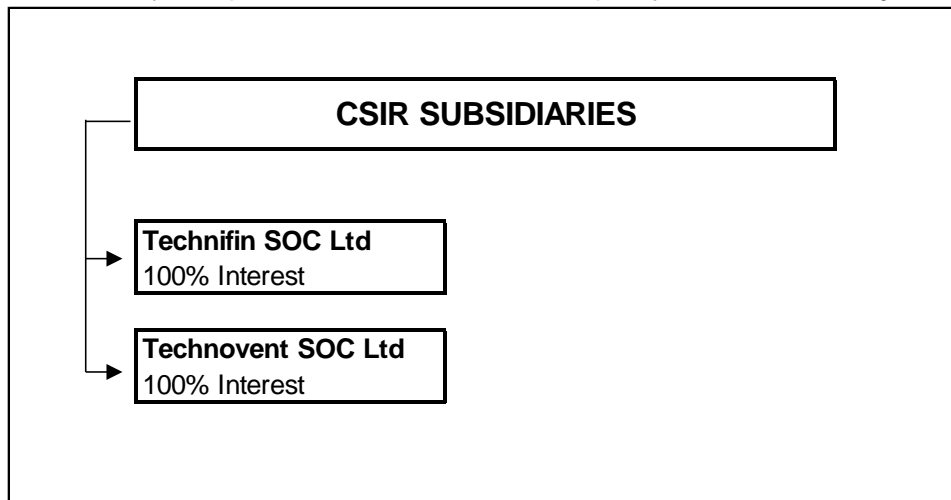 CSIR SUBSIDIARIES
Technifin SOC Ltd
100% Interest
Technovent SOC Ltd
100% Interest